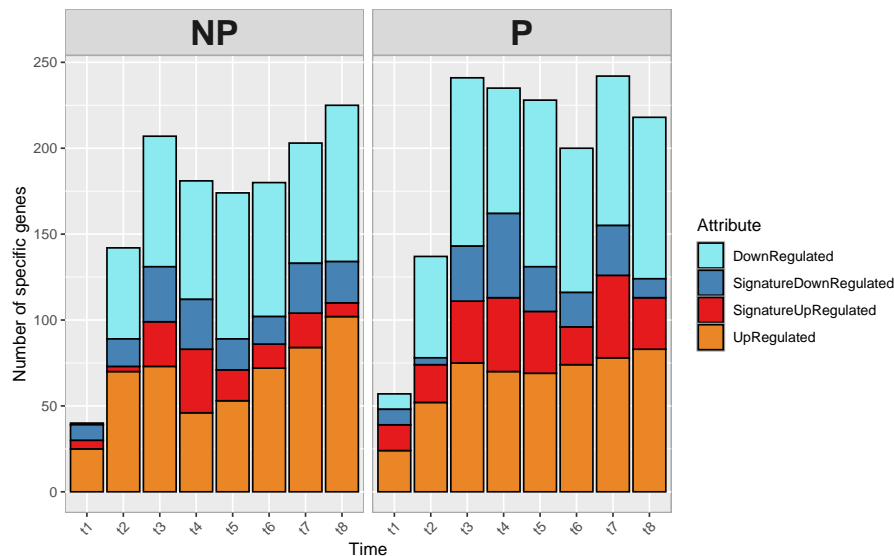 NP
P
Number of specific genes
250
200
150
100
50
0
t1
t2
t3
t4
t5
t6
t7
t8
t1
t2
t3
t4
t5
t6
t7
t8
Time
Attribute
DownRegulated
SignatureDownRegulated
SignatureUpRegulated
UpRegulated